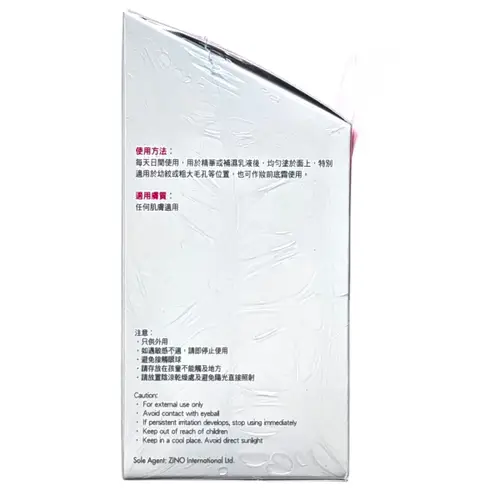 使用方法：
每天日間使用，用於精華或補濕乳液後，均勻塗於面上，特別
適用於幼紋或粗大毛孔等位置，也可作妝前底霜使用。
適用膚質：
任何肌膚適用
注意：
· 只供外用
· 如遇敏感不適，請即停止使用
· 避免接觸眼球
· 請存放在孩童不能觸及地方
· 請放置陰涼乾燥處及避免陽光直接照射
Caution:
· For external use only
· Avoid contact with eyeball
· If persistent irritation develops, stop using immediately
· Keep out of reach of children
· Keep in a cool place. Avoid direct sunlight
Sole Agent: ZINO International Ltd.